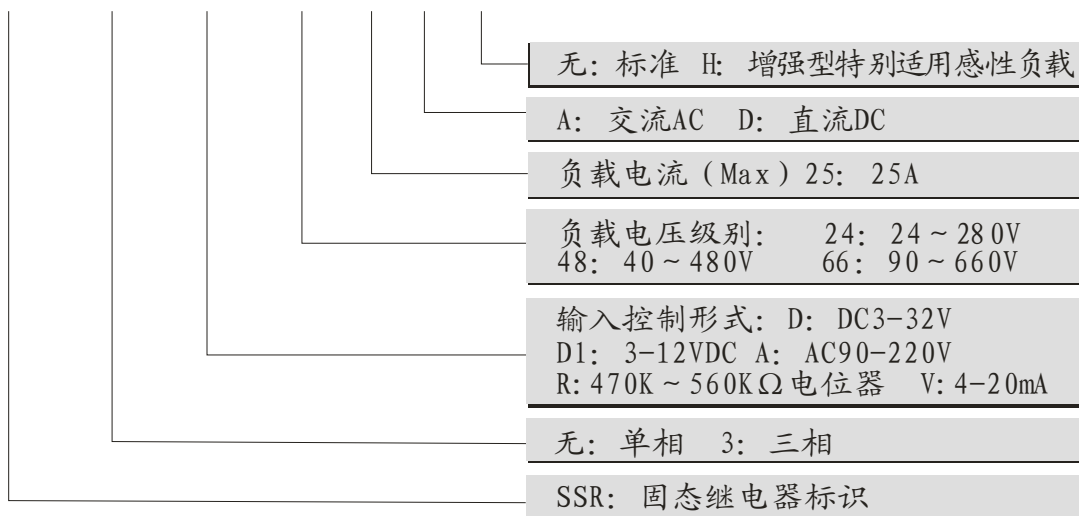 无: 标准 H: 增强型特别适用感性负载
A: 交流AC D: 直流DC
负载电流(Max)25: 25A
负载电压级别: 24: 24~280V
48: 40~480V 66: 90~660V
输入控制形式: D: DC3-32V
D1: 3-12VDC A: AC90-220V
R:470K~560KΩ电位器 V:4-20mA
无: 单相 3: 三相
SSR: 固态继电器标识